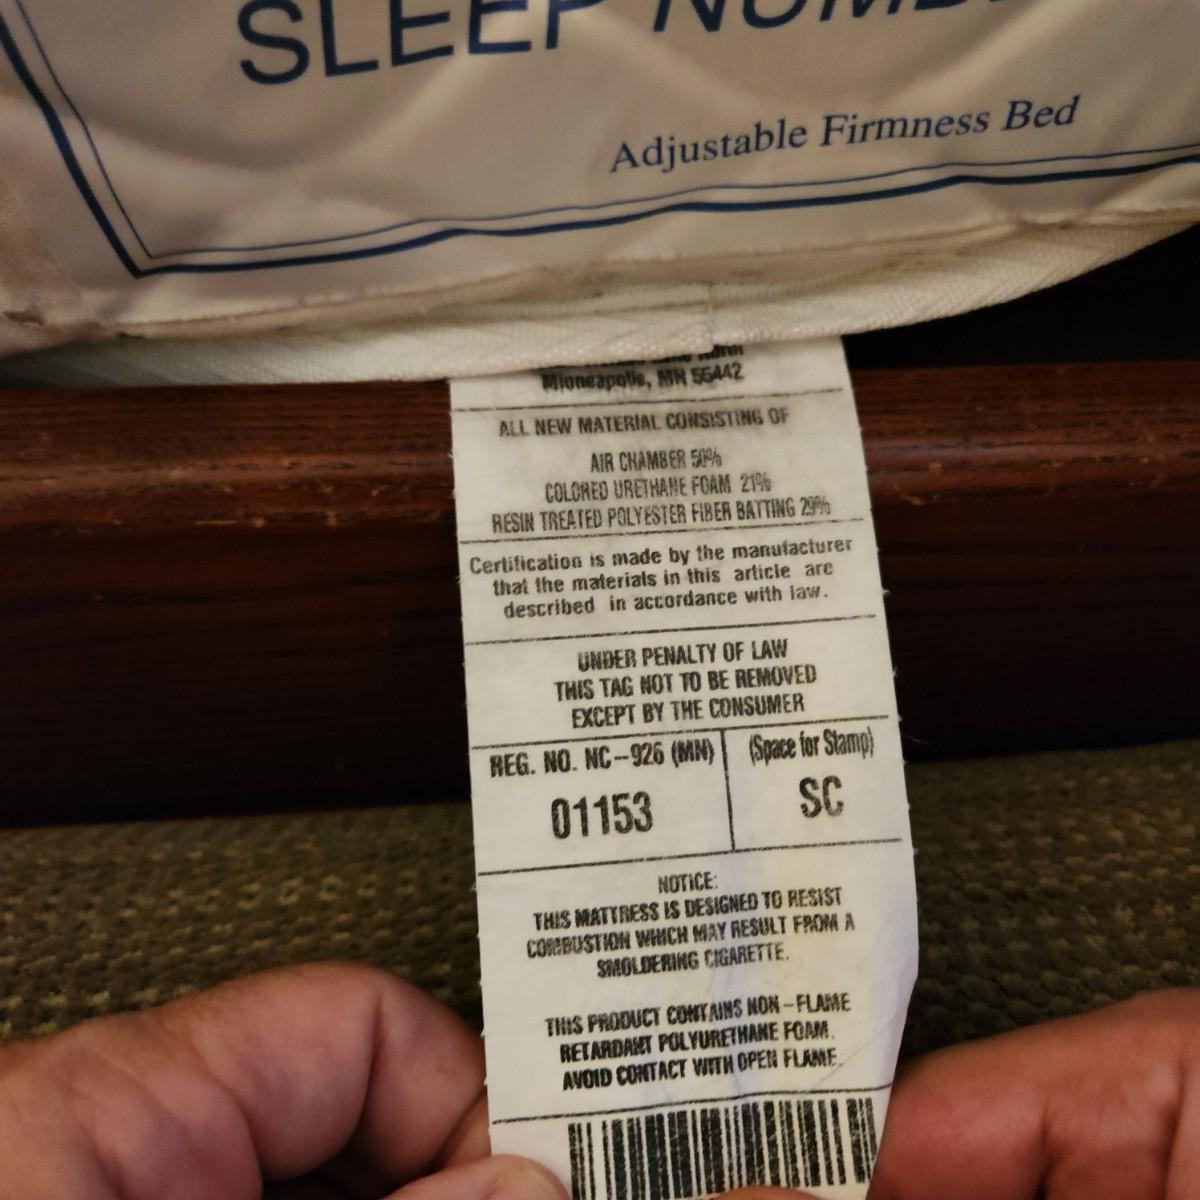 SLEEP
Adjustable Firmness Bed
North
Minneapolis, MN 55442
ALL NEW MATERIAL CONSISTING OF
AIR CHAMBER 50%
COLORED URETHANE FOAM 21%
RESIN TREATED POLYESTER FIBER BATTING 29%
Certification is made by the manufacturer
that the materials in this article are
described in accordance with law.
UNDER PENALTY OF LAW
THIS TAG NOT TO BE REMOVED
EXCEPT BY THE CONSUMER
REG. NO. NC-926 (MN) (Space for Stamp)
01153 SC
NOTICE:
THIS MATTRESS IS DESIGNED TO RESIST
COMBUSTION WHICH MAY RESULT FROM A
SMOLDERING CIGARETTE.
THIS PRODUCT CONTAINS NON-FLAME
RETARDANT POLYURETHANE FOAM.
AVOID CONTACT WITH OPEN FLAME.